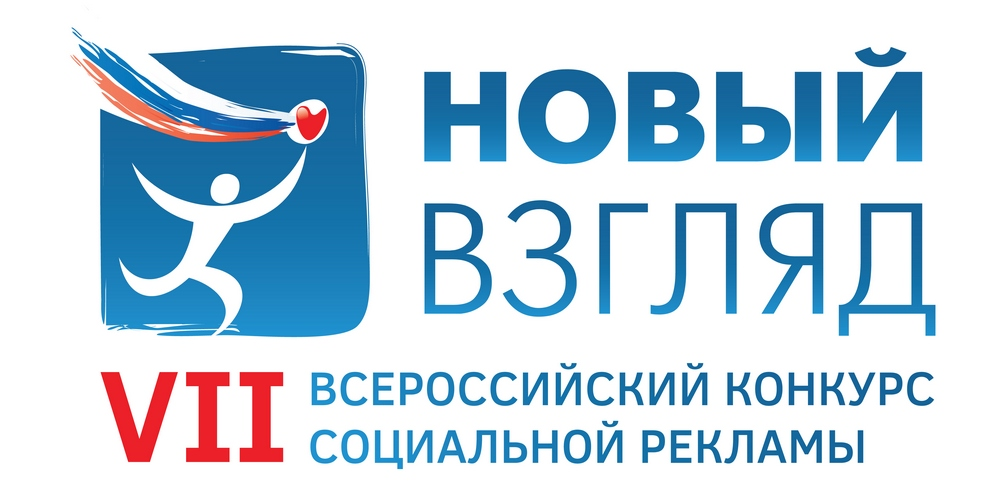 НОВЫЙ
ВЗГЛЯД
VII ВСЕРОССИЙСКИЙ КОНКУРС
СОЦИАЛЬНОЙ РЕКЛАМЫ